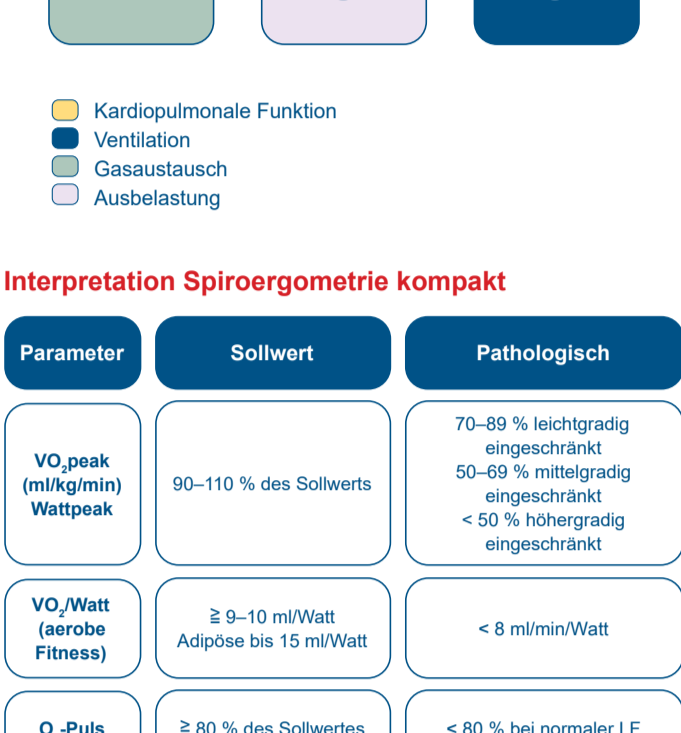 Kardiopulmonale Funktion
Ventilation
Gasaustausch
Ausbelastung
Interpretation Spiroergometrie kompakt
Parameter
Sollwert
Pathologisch
VO₂peak
(ml/kg/min)
Wattpeak
90–110 % des Sollwerts
70–89 % leichtgradig
eingeschränkt
50–69 % mittelgradig
eingeschränkt
< 50 % höhergradig
eingeschränkt
VO₂/Watt
(aerobe
Fitness)
≧ 9–10 ml/Watt
Adipöse bis 15 ml/Watt
< 8 ml/min/Watt
O₂-Puls
≧ 80 % des Sollwertes
< 80 % bei normaler LF